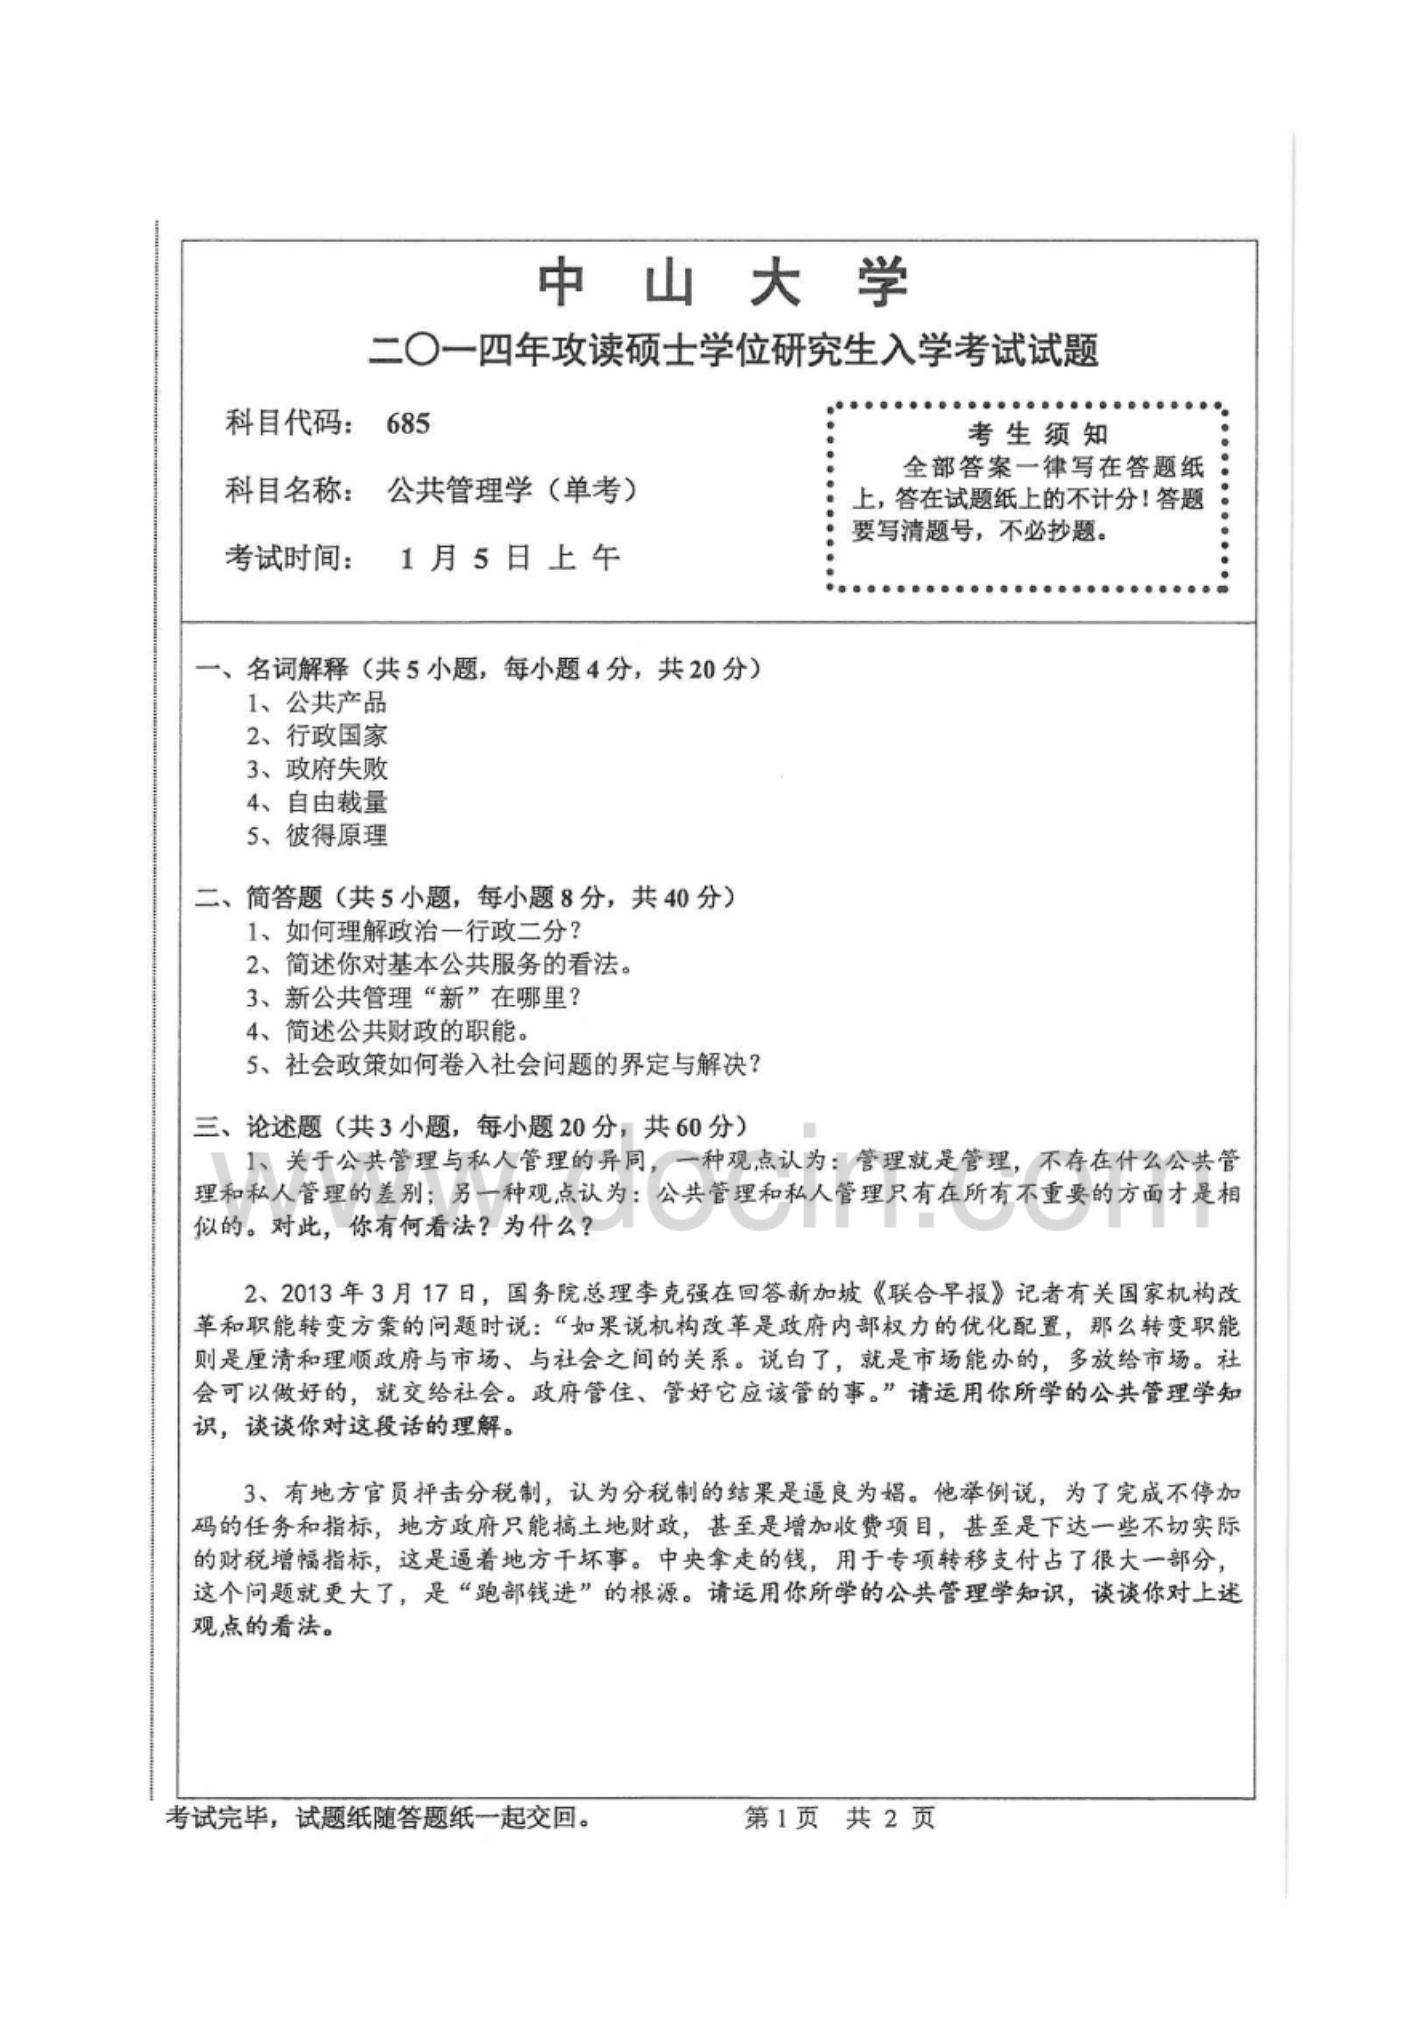 中 山 大 学
二〇一四年攻读硕士学位研究生入学考试试题
科目代码： 685
科目名称： 公共管理学（单考）
考试时间： 1 月 5 日 上 午
考 生 须 知
全部答案一律写在答题纸
上，答在试题纸上的不计分！答题
要写清题号，不必抄题。
一、名词解释（共 5 小题，每小题 4 分，共 20 分）
1、公共产品
2、行政国家
3、政府失败
4、自由裁量
5、彼得原理
二、简答题（共 5 小题，每小题 8 分，共 40 分）
1、如何理解政治－行政二分？
2、简述你对基本公共服务的看法。
3、新公共管理“新”在哪里？
4、简述公共财政的职能。
5、社会政策如何卷入社会问题的界定与解决？
三、论述题（共 3 小题，每小题 20 分，共 60 分）
1、关于公共管理与私人管理的异同，一种观点认为：管理就是管理，不存在什么公共管
理和私人管理的差别；另一种观点认为：公共管理和私人管理只有在所有不重要的方面才是相
似的。对此，你有何看法？为什么？
www.docin.com
2、2013 年 3 月 17 日，国务院总理李克强在回答新加坡《联合早报》记者有关国家机构改
革和职能转变方案的问题时说：“如果说机构改革是政府内部权力的优化配置，那么转变职能
则是厘清和理顺政府与市场、与社会之间的关系。说白了，就是市场能办的，多放给市场。社
会可以做好的，就交给社会。政府管住、管好它应该管的事。”请运用你所学的公共管理学知
识，谈谈你对这段话的理解。
3、有地方官员抨击分税制，认为分税制的结果是逼良为娼。他举例说，为了完成不停加
码的任务和指标，地方政府只能搞土地财政，甚至是增加收费项目，甚至是下达一些不切实际
的财税增幅指标，这是逼着地方干坏事。中央拿走的钱，用于专项转移支付占了很大一部分，
这个问题就更大了，是“跑部钱进”的根源。请运用你所学的公共管理学知识，谈谈你对上述
观点的看法。
考试完毕，试题纸随答题纸一起交回。 第 1 页 共 2 页